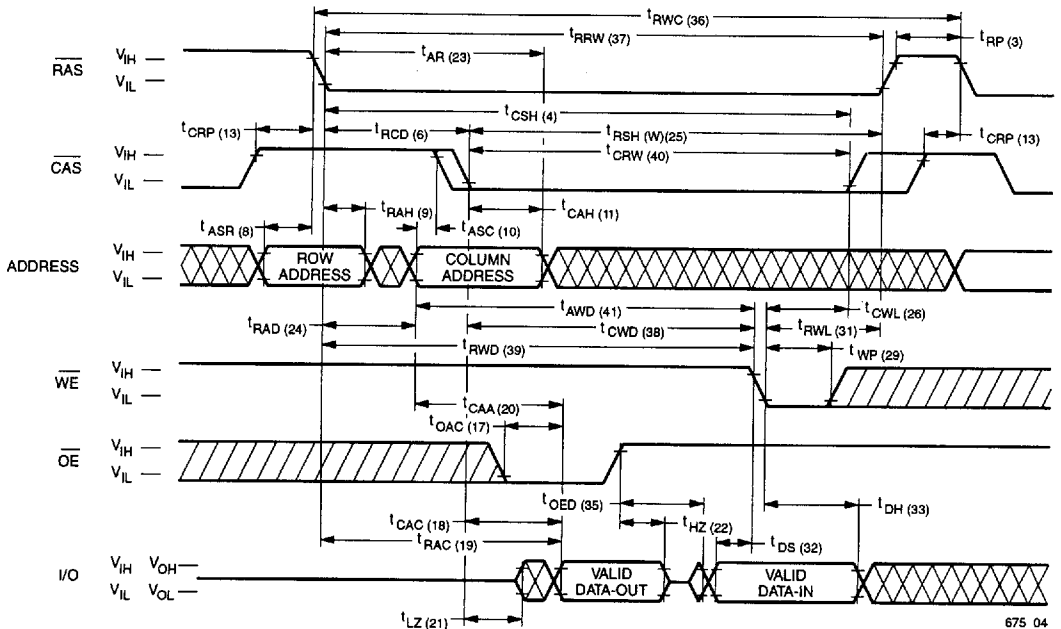 tRWC (36)
tRRW (37)
tRP (3)
tAR (23)
RAS
VIH
VIL
tCSH (4)
tCRP (13)
tRCD (6)
tRSH (W)(25)
tCRP (13)
tCRW (40)
CAS
VIH
VIL
tRAH (9)
tCAH (11)
tASR (8)
tASC (10)
ADDRESS
VIH
VIL
ROW
ADDRESS
COLUMN
ADDRESS
tAWD (41)
tCWL (26)
tRAD (24)
tCWD (38)
tRWL (31)
tRWD (39)
tWP (29)
WE
VIH
VIL
tCAA (20)
tOAC (17)
OE
VIH
VIL
tOED (35)
tDH (33)
tCAC (18)
tHZ (22)
tRAC (19)
tDS (32)
I/O
VIH VOH
VIL VOL
VALID
DATA-OUT
VALID
DATA-IN
tLZ (21)
675 04